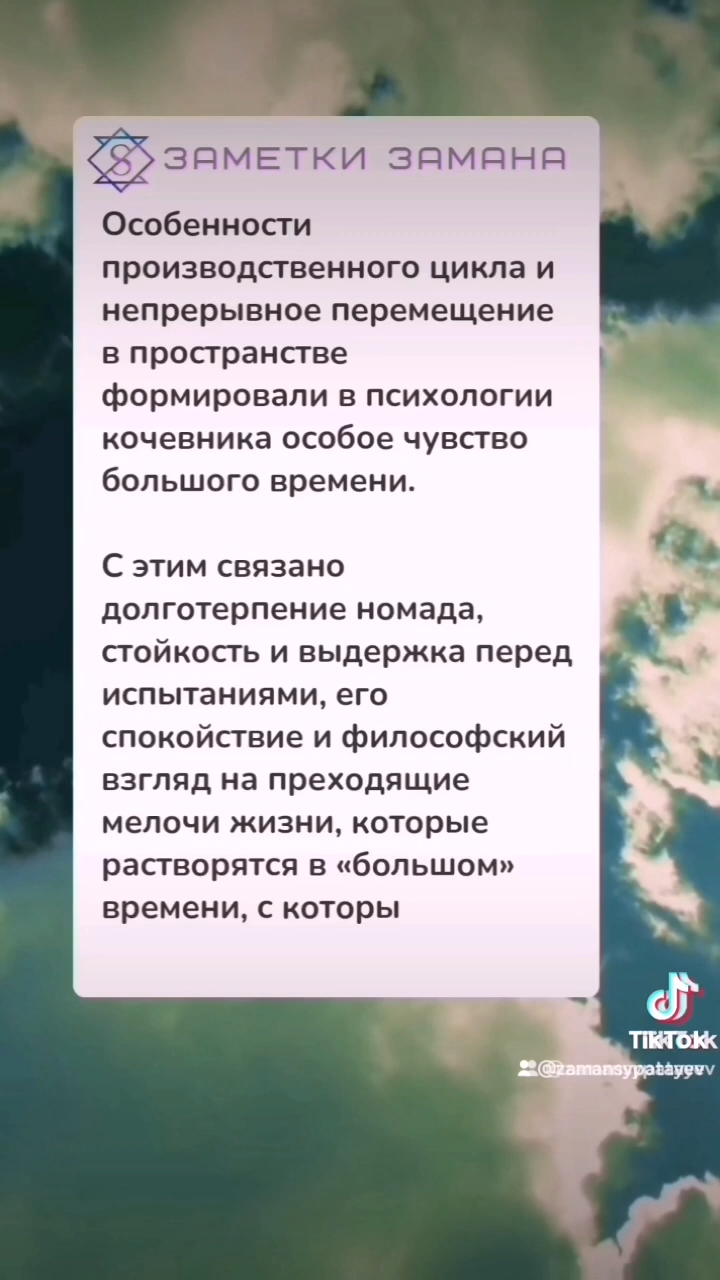 ЗАМЕТКИ ЗАМАНА
Особенности
производственного цикла и
непрерывное перемещение
в пространстве
формировали в психологии
кочевника особое чувство
большого времени.
С этим связано
долготерпение номада,
стойкость и выдержка перед
испытаниями, его
спокойствие и философский
взгляд на преходящие
мелочи жизни, которые
растворятся в «большом»
времени, с которы
TikTok